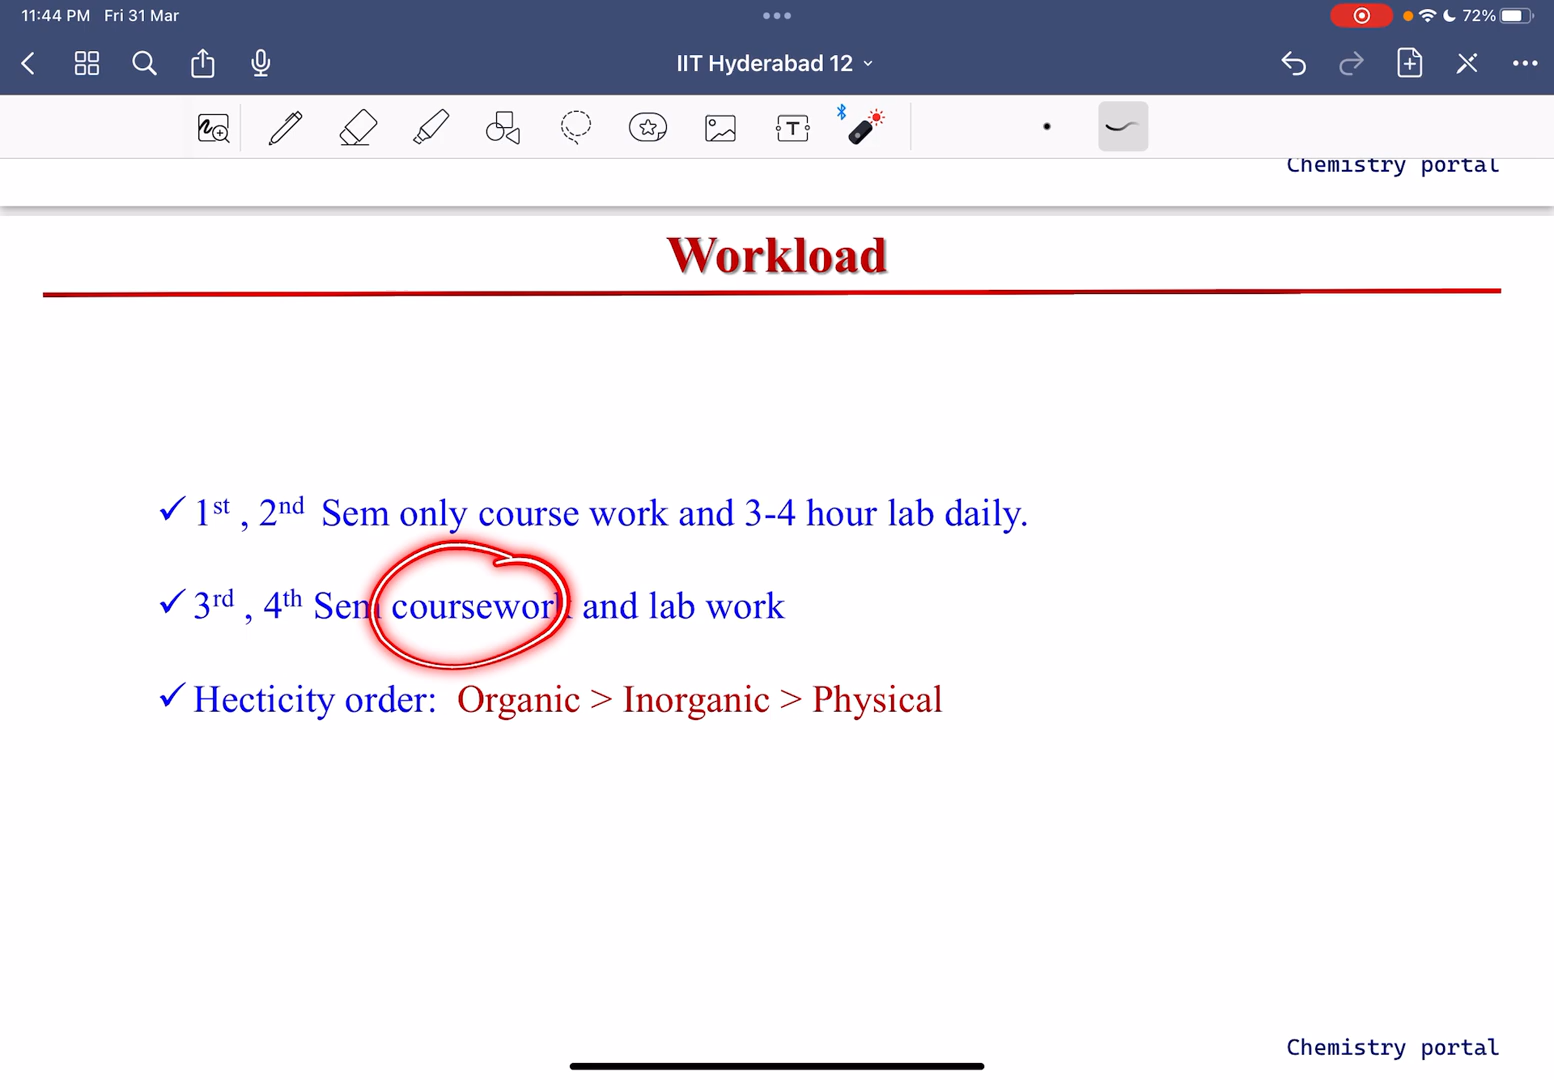 11:44 PM Fri 31 Mar
72%
IIT Hyderabad 12
T
Chemistry portal
Workload
✓ 1st , 2nd Sem only course work and 3-4 hour lab daily.
✓ 3rd , 4th Sem coursework and lab work
✓ Hecticity order: Organic > Inorganic > Physical
Chemistry portal